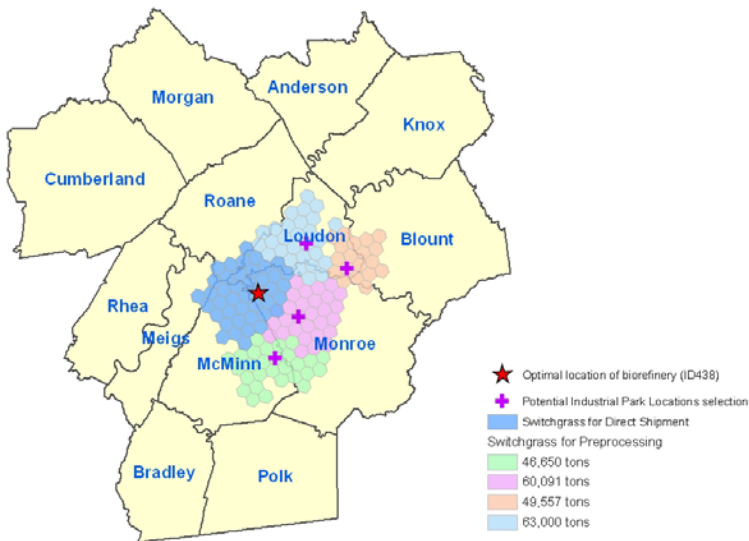 Morgan
Anderson
Knox
Cumberland
Roane
Loudon
Blount
Rhea
Meigs
Monroe
McMinn
Bradley
Polk
Optimal location of biorefinery (ID438)
Potential Industrial Park Locations selection
Switchgrass for Direct Shipment
Switchgrass for Preprocessing
46,650 tons
60,091 tons
49,557 tons
63,000 tons